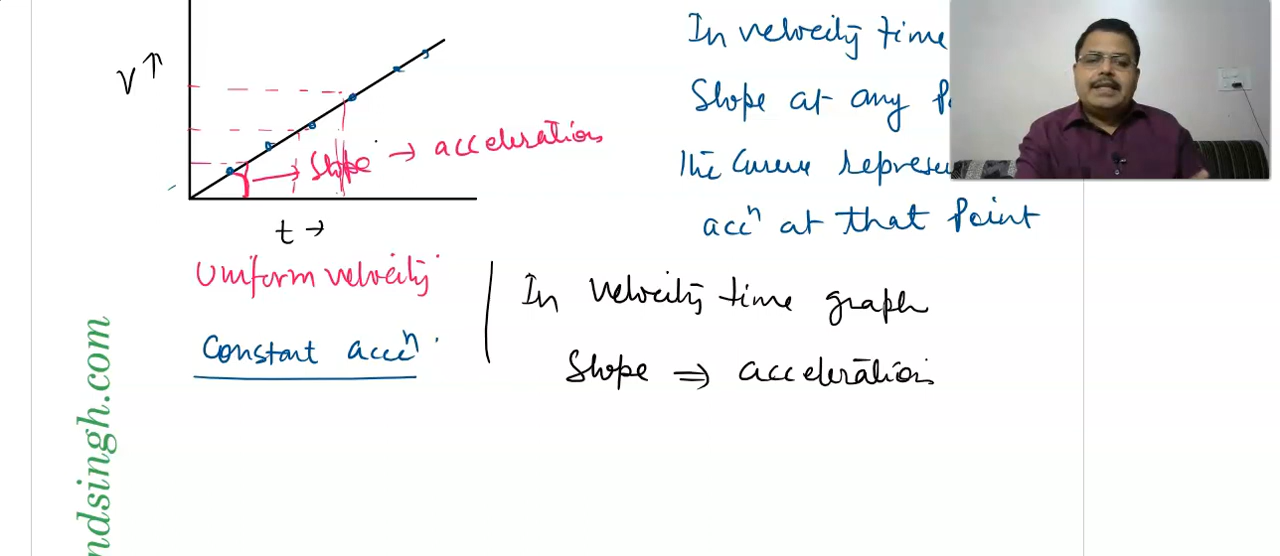 V↑
t →
slope → acceleration
Uniform velocity
Constant accⁿ
In velocity time
Slope at any
The Curve represe
accⁿ at that Point
In velocity time graph
Slope ⇒ acceleration
ndsingh.com